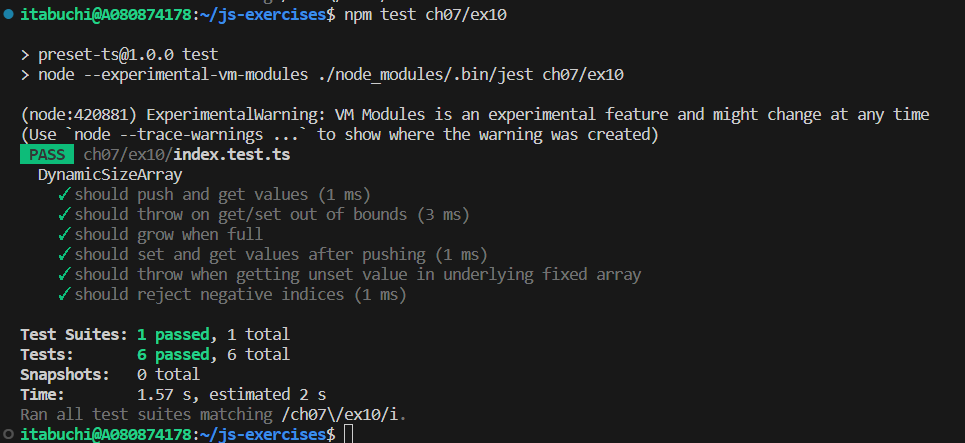 itabuchi@A080874178:~/js-exercises$ npm test ch07/ex10
> preset-ts@1.0.0 test
> node --experimental-vm-modules ./node_modules/.bin/jest ch07/ex10
(node:420881) ExperimentalWarning: VM Modules is an experimental feature and might change at any time
(Use `node --trace-warnings ...` to show where the warning was created)
PASS ch07/ex10/index.test.ts
DynamicSizeArray
✓ should push and get values (1 ms)
✓ should throw on get/set out of bounds (3 ms)
✓ should grow when full
✓ should set and get values after pushing (1 ms)
✓ should throw when getting unset value in underlying fixed array
✓ should reject negative indices (1 ms)
Test Suites: 1 passed, 1 total
Tests: 6 passed, 6 total
Snapshots: 0 total
Time: 1.57 s, estimated 2 s
Ran all test suites matching /ch07\/ex10/i.
itabuchi@A080874178:~/js-exercises$